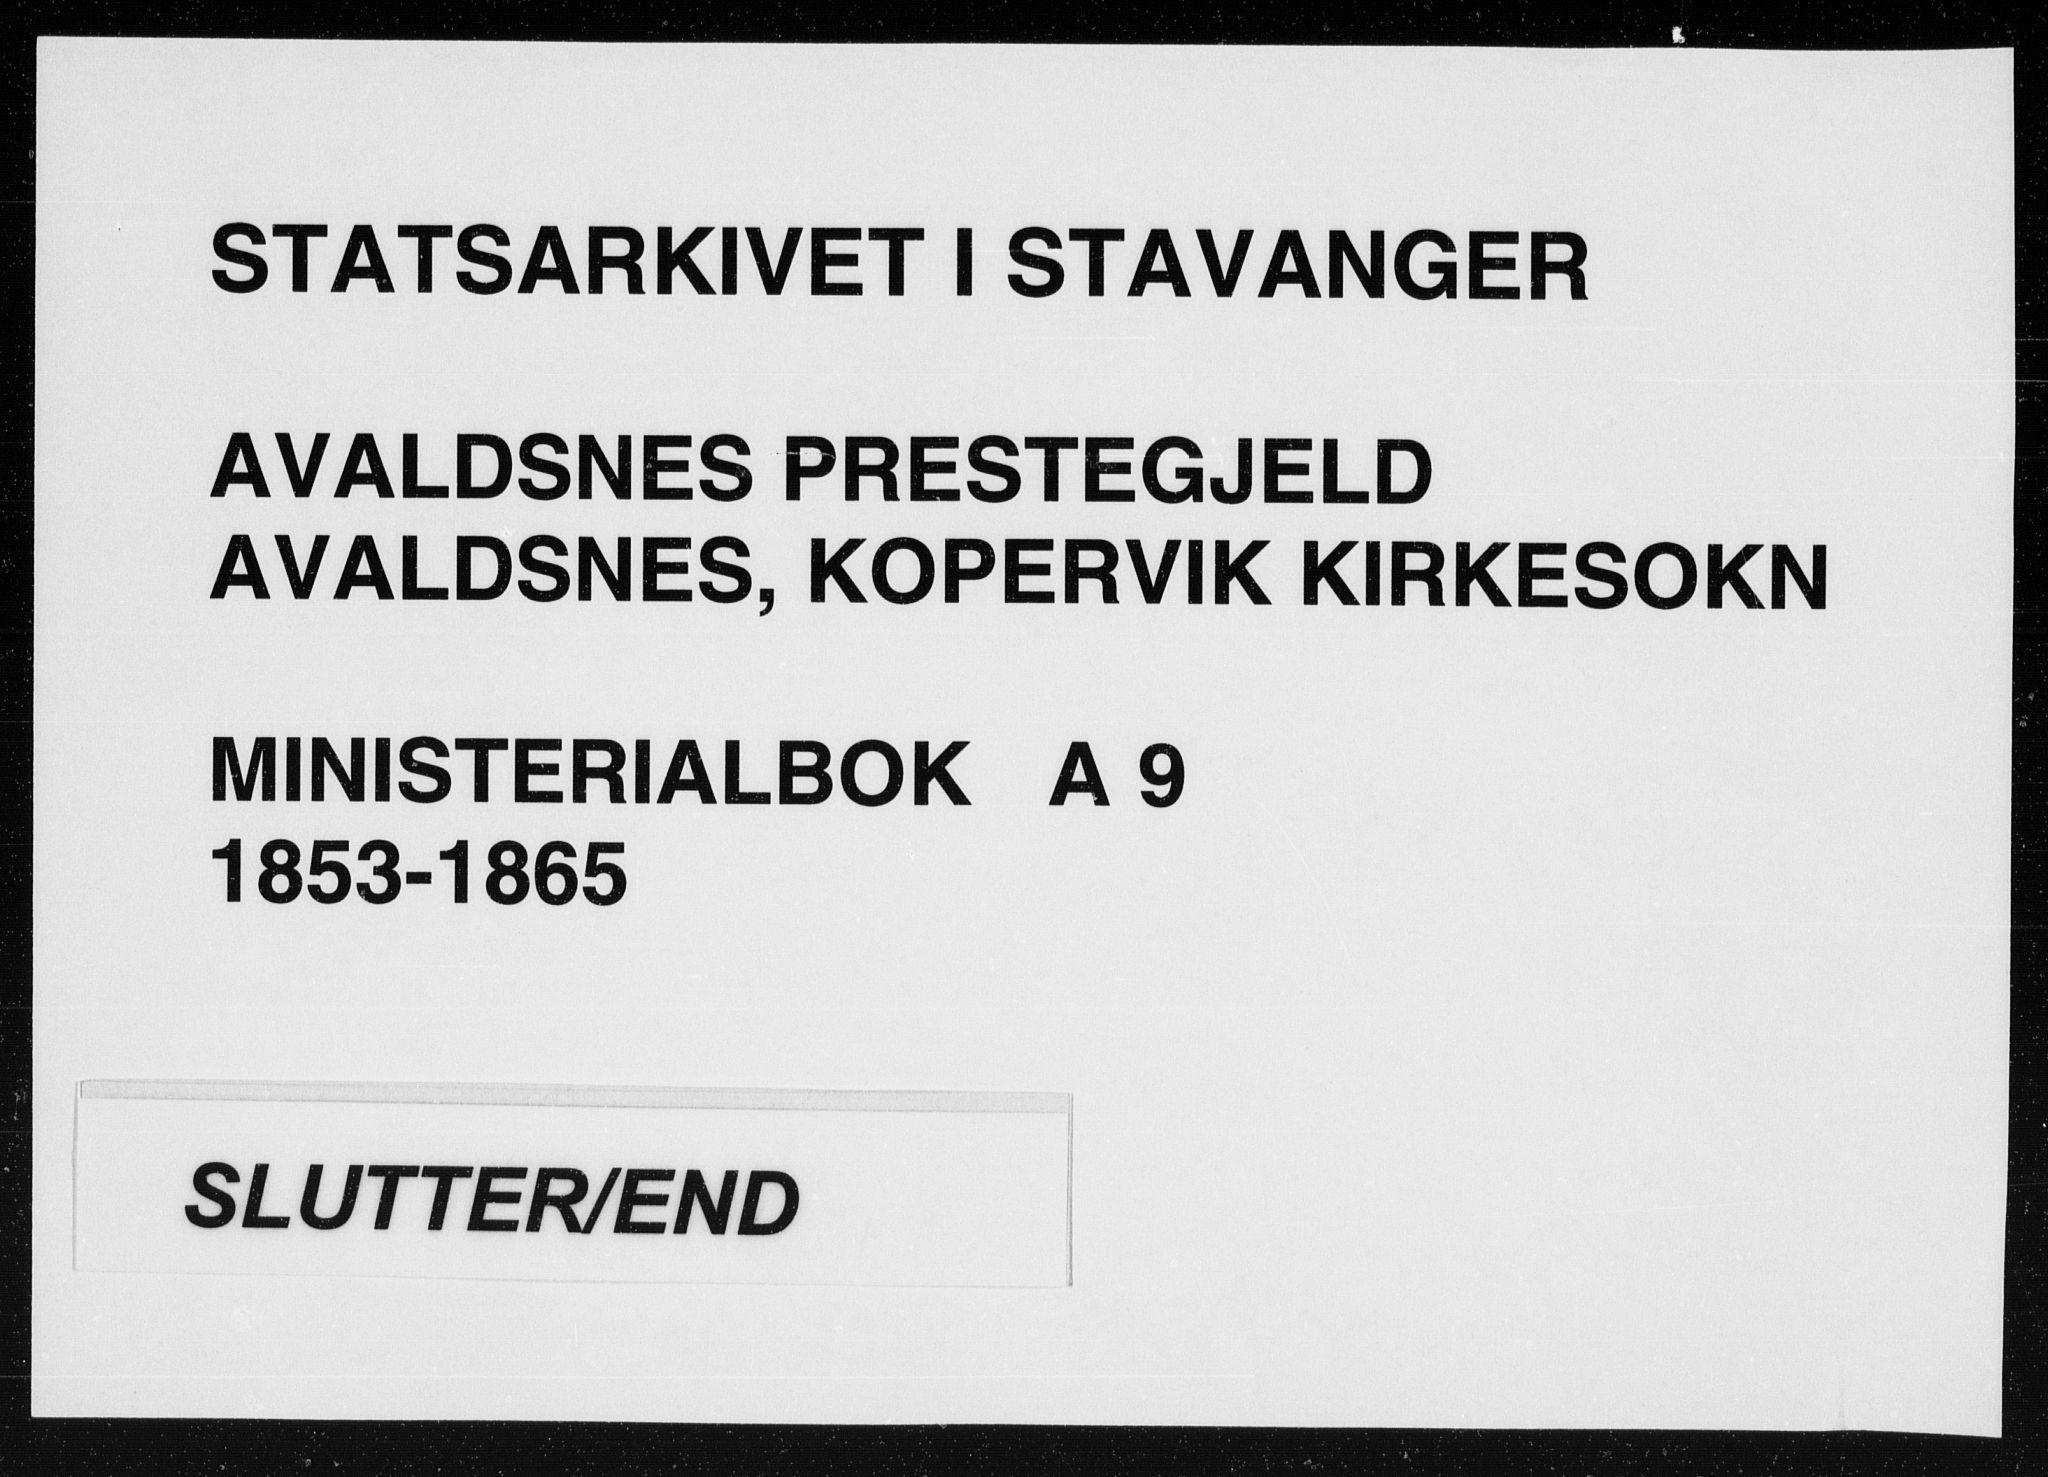 STATSARKIVET I STAVANGER
AVALDSNES PRESTEGJELD
AVALDSNES, KOPERVIK KIRKESOKN
MINISTERIALBOK A 9
1853-1865
SLUTTER/END